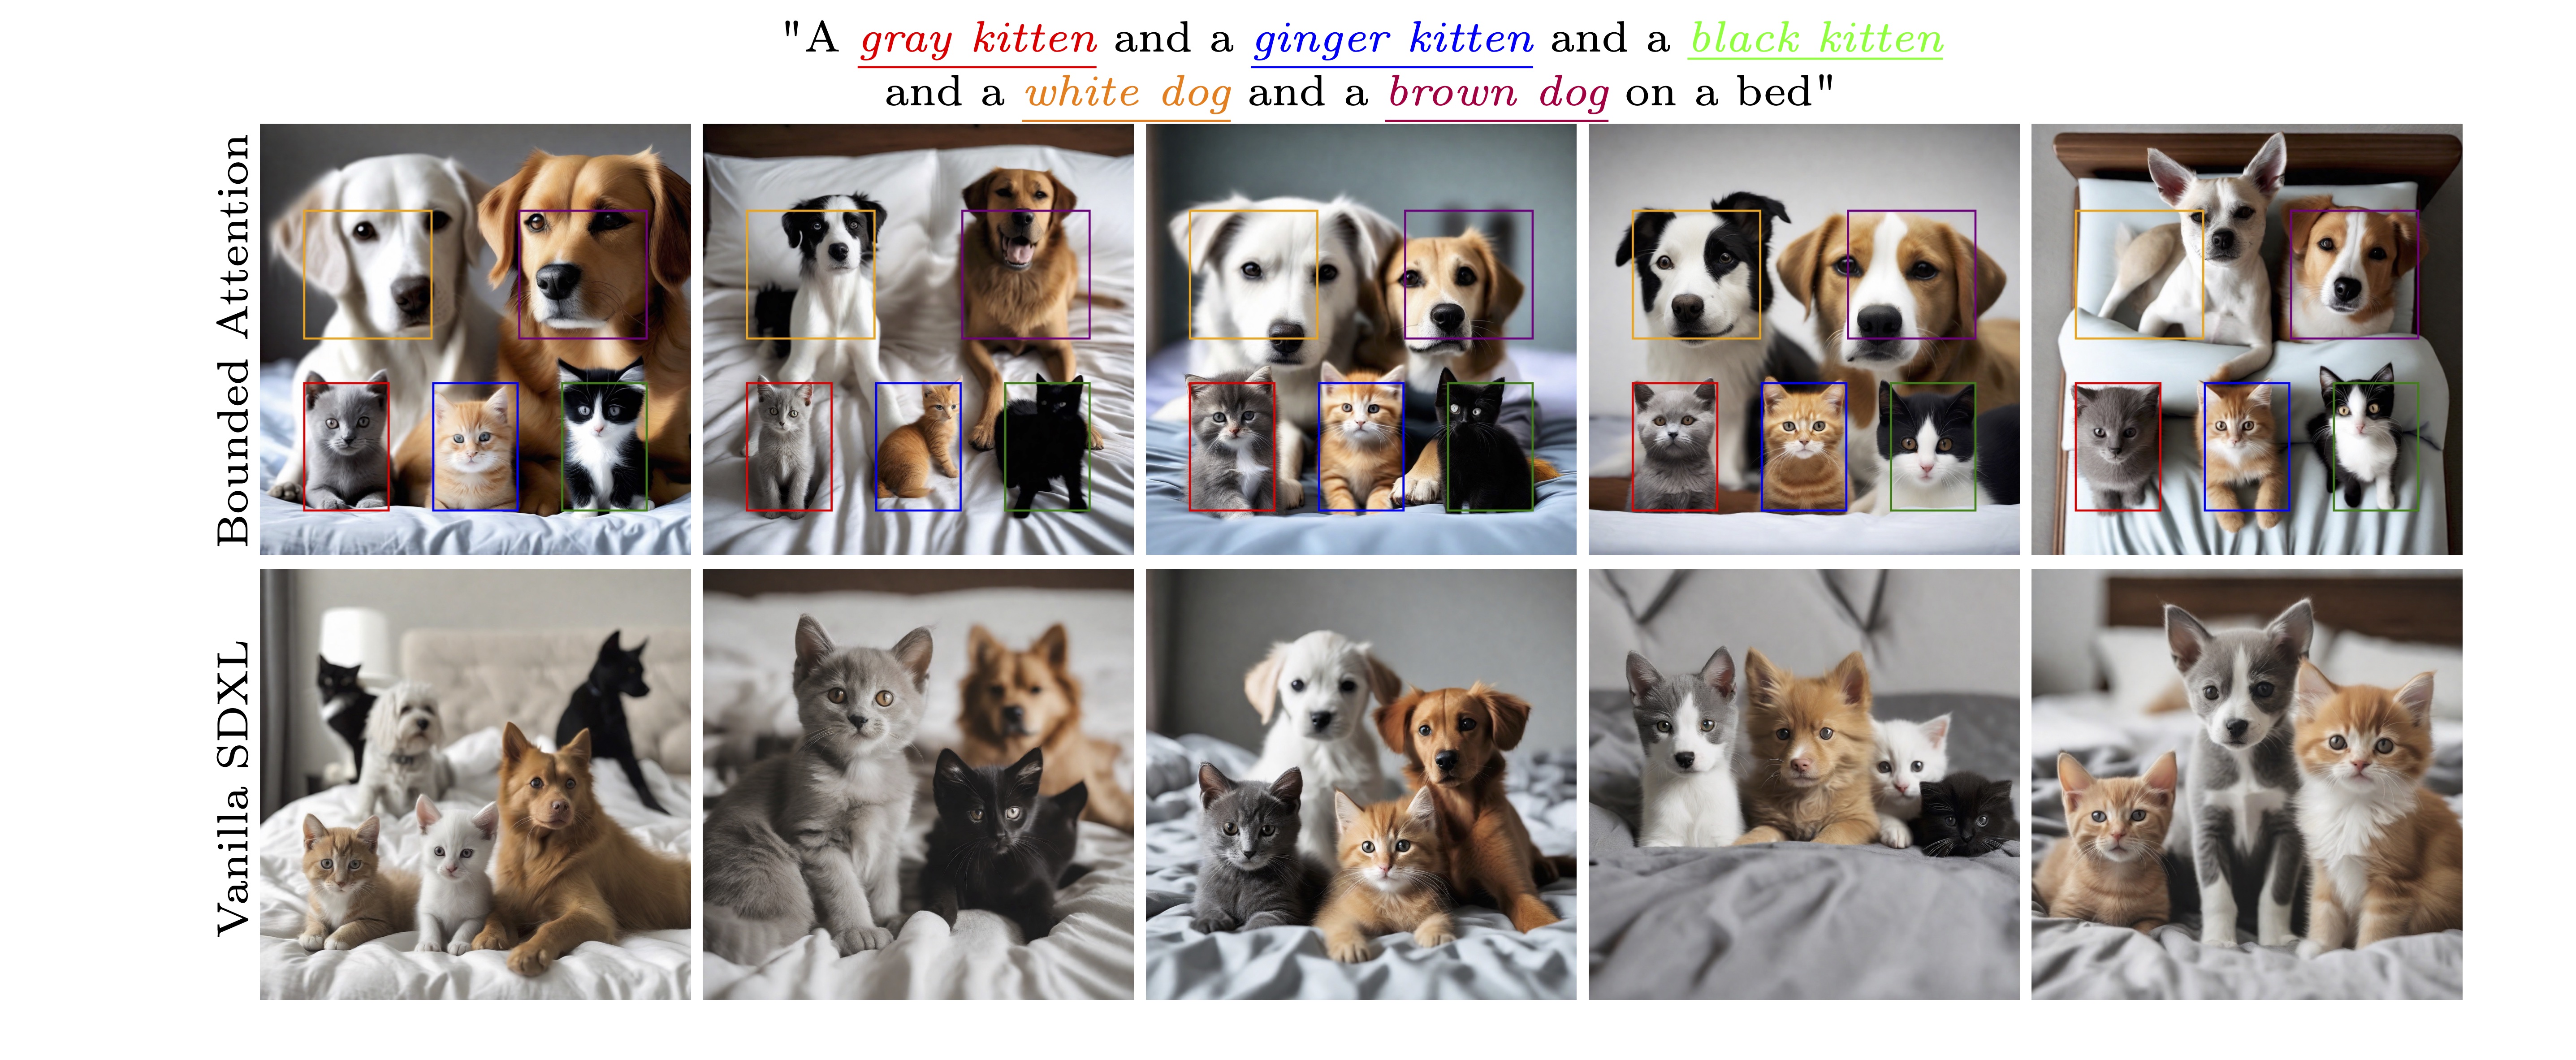 "A gray kitten and a ginger kitten and a black kitten
and a white dog and a brown dog on a bed"
Bounded Attention
Vanilla SDXL